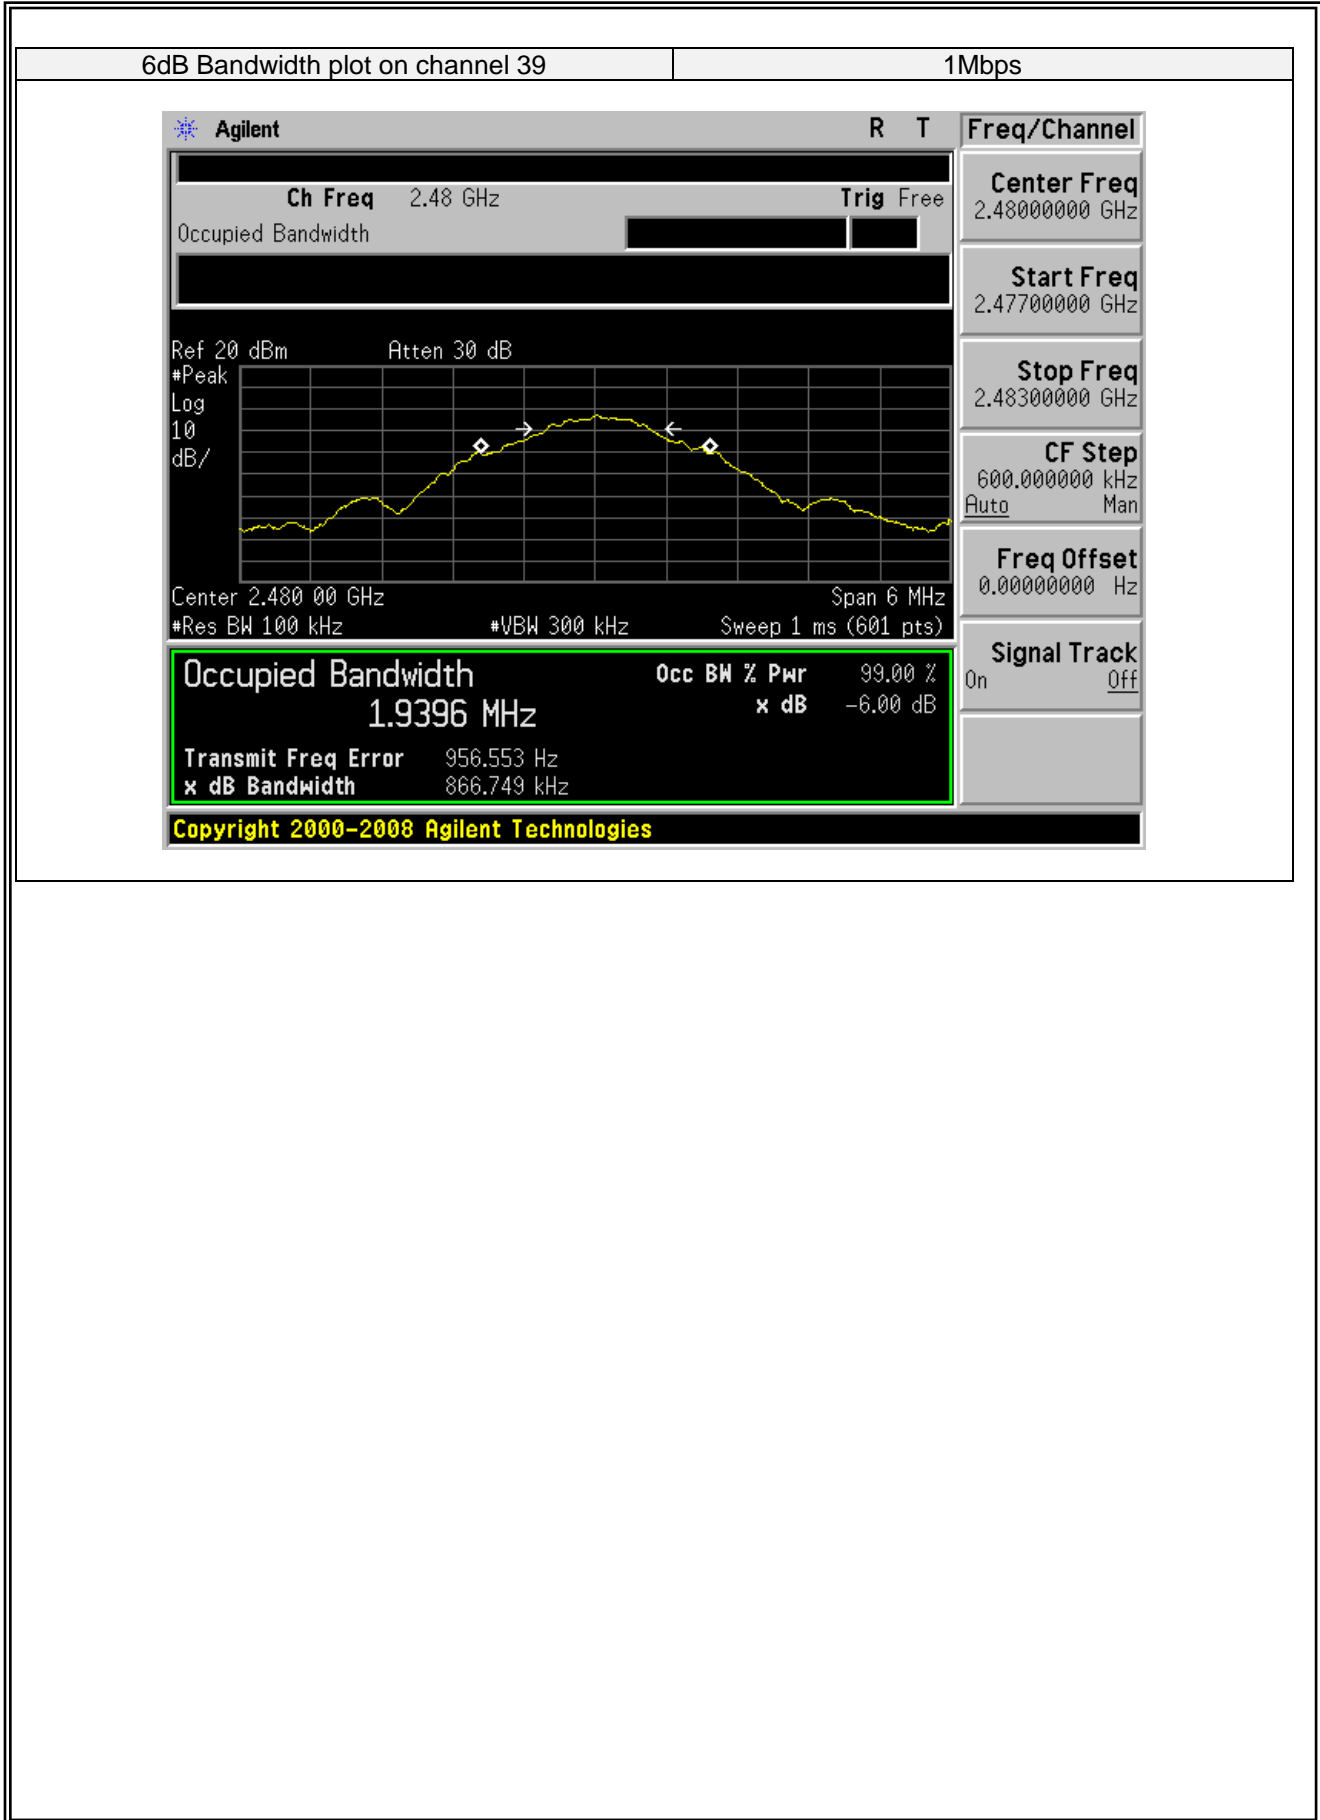 6dB Bandwidth plot on channel 39 1Mbps
Agilent R T Freq/Channel
Ch Freq 2.48 GHz Trig Free
Occupied Bandwidth
Center Freq
2.48000000 GHz
Start Freq
2.47700000 GHz
Stop Freq
2.48300000 GHz
CF Step
600.000000 kHz
Auto Man
Freq Offset
0.00000000 Hz
Signal Track
On Off
Ref 20 dBm Atten 30 dB
#Peak
Log
10
dB/
Center 2.480 00 GHz Span 6 MHz
#Res BW 100 kHz #VBW 300 kHz Sweep 1 ms (601 pts)
Occupied Bandwidth Occ BW % Pwr 99.00 %
1.9396 MHz x dB -6.00 dB
Transmit Freq Error 956.553 Hz
x dB Bandwidth 866.749 kHz
Copyright 2000-2008 Agilent Technologies